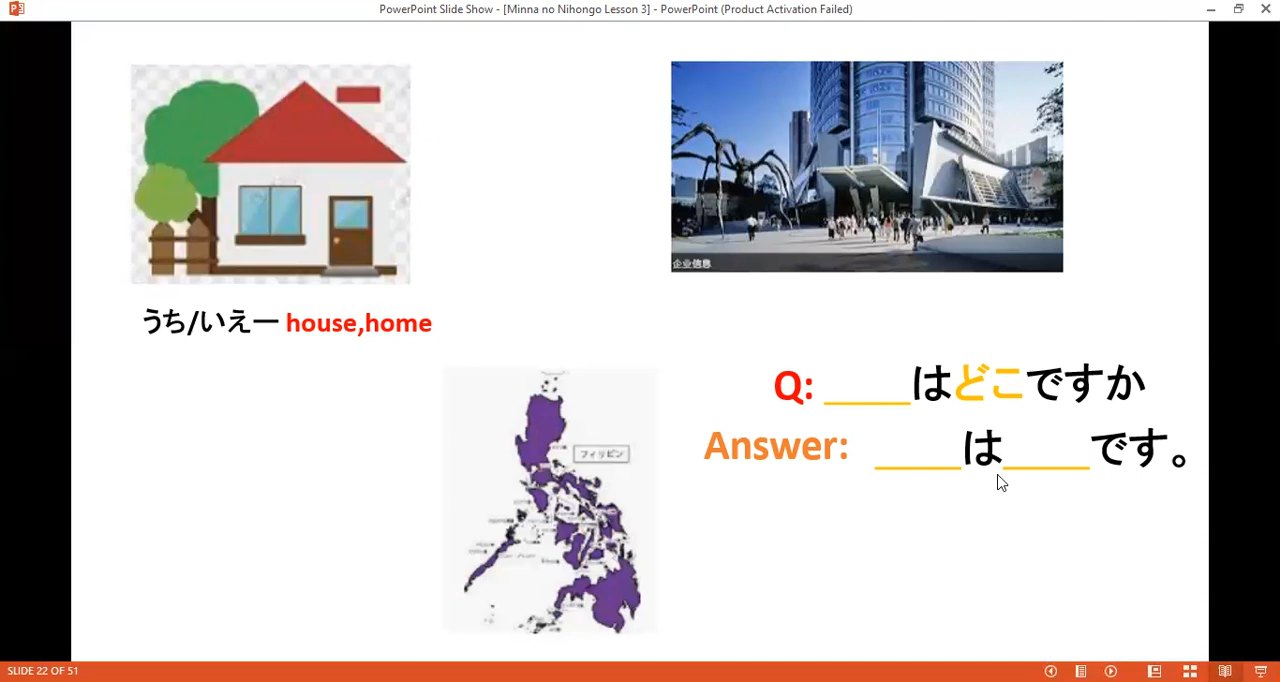 PowerPoint Slide Show - [Minna no Nihongo Lesson 3] - PowerPoint (Product Activation Failed)
企业信息
うち/いえー house,home
フィリピン
Q: ____はどこですか
Answer: ____は____です。
SLIDE 22 OF 51